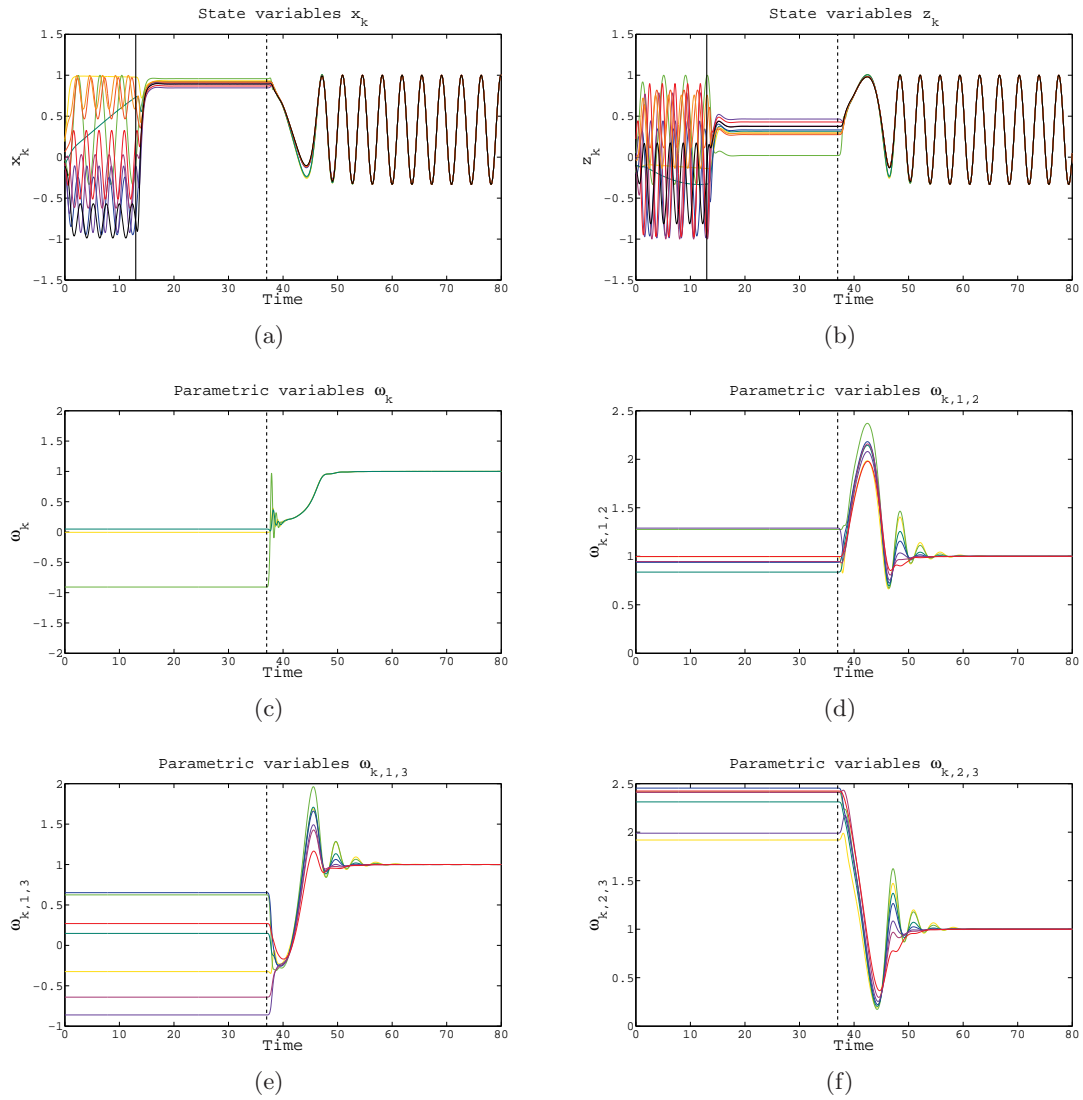 State variables x_k
1.5
1
0.5
0
−0.5
−1
−1.5
x_k
0 10 20 30 40 50 60 70 80
Time
(a)
State variables z_k
1.5
1
0.5
0
−0.5
−1
−1.5
z_k
0 10 20 30 40 50 60 70 80
Time
(b)
Parametric variables ω_k
2
1.5
1
0.5
0
−0.5
−1
−1.5
−2
ω_k
0 10 20 30 40 50 60 70 80
Time
(c)
Parametric variables ω_k,1,2
2.5
2
1.5
1
0.5
0
ω_k,1,2
0 10 20 30 40 50 60 70 80
Time
(d)
Parametric variables ω_k,1,3
2
1.5
1
0.5
0
−0.5
−1
ω_k,1,3
0 10 20 30 40 50 60 70 80
Time
(e)
Parametric variables ω_k,2,3
2.5
2
1.5
1
0.5
0
ω_k,2,3
0 10 20 30 40 50 60 70 80
Time
(f)